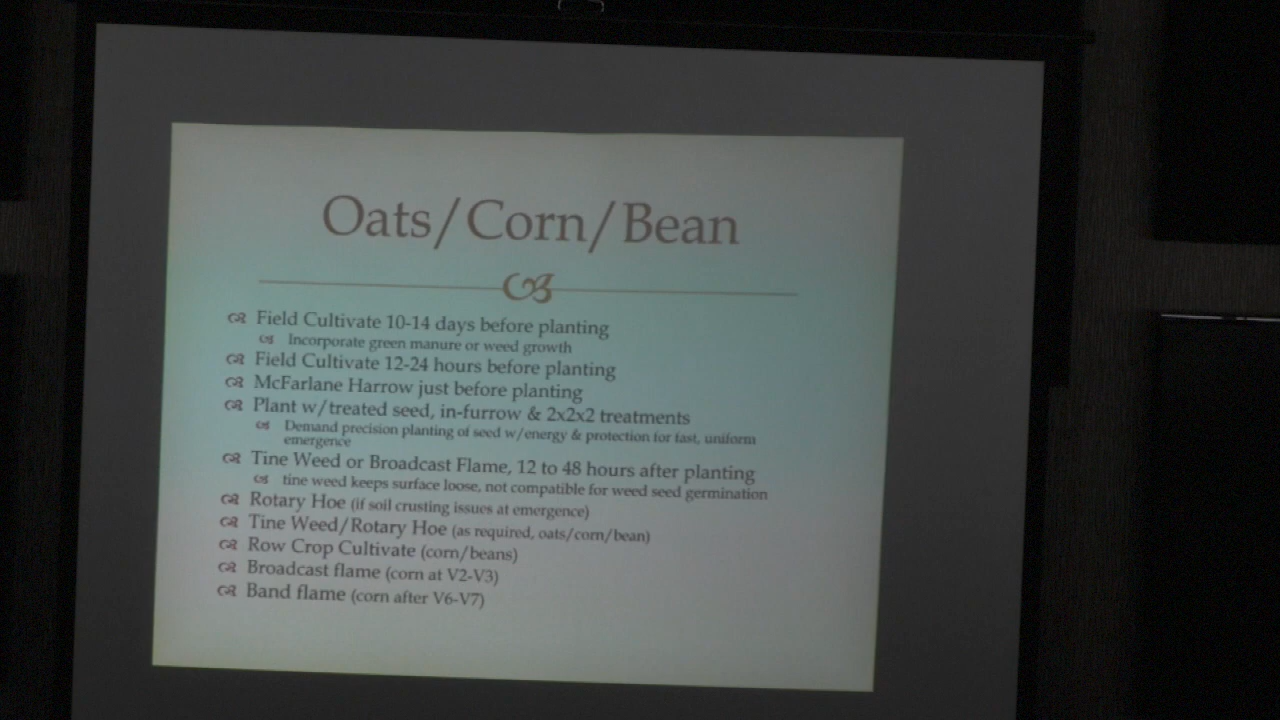 Oats/Corn/Bean
Field Cultivate 10-14 days before planting
Incorporate green manure or weed growth
Field Cultivate 12-24 hours before planting
McFarlane Harrow just before planting
Plant w/treated seed, in-furrow & 2x2x2 treatments
Demand precision planting of seed w/energy & protection for fast, uniform
emergence
Tine Weed or Broadcast Flame, 12 to 48 hours after planting
tine weed keeps surface loose, not compatible for weed seed germination
Rotary Hoe (if soil crusting issues at emergence)
Tine Weed/Rotary Hoe (as required, oats/corn/bean)
Row Crop Cultivate (corn/beans)
Broadcast flame (corn at V2-V3)
Band flame (corn after V6-V7)